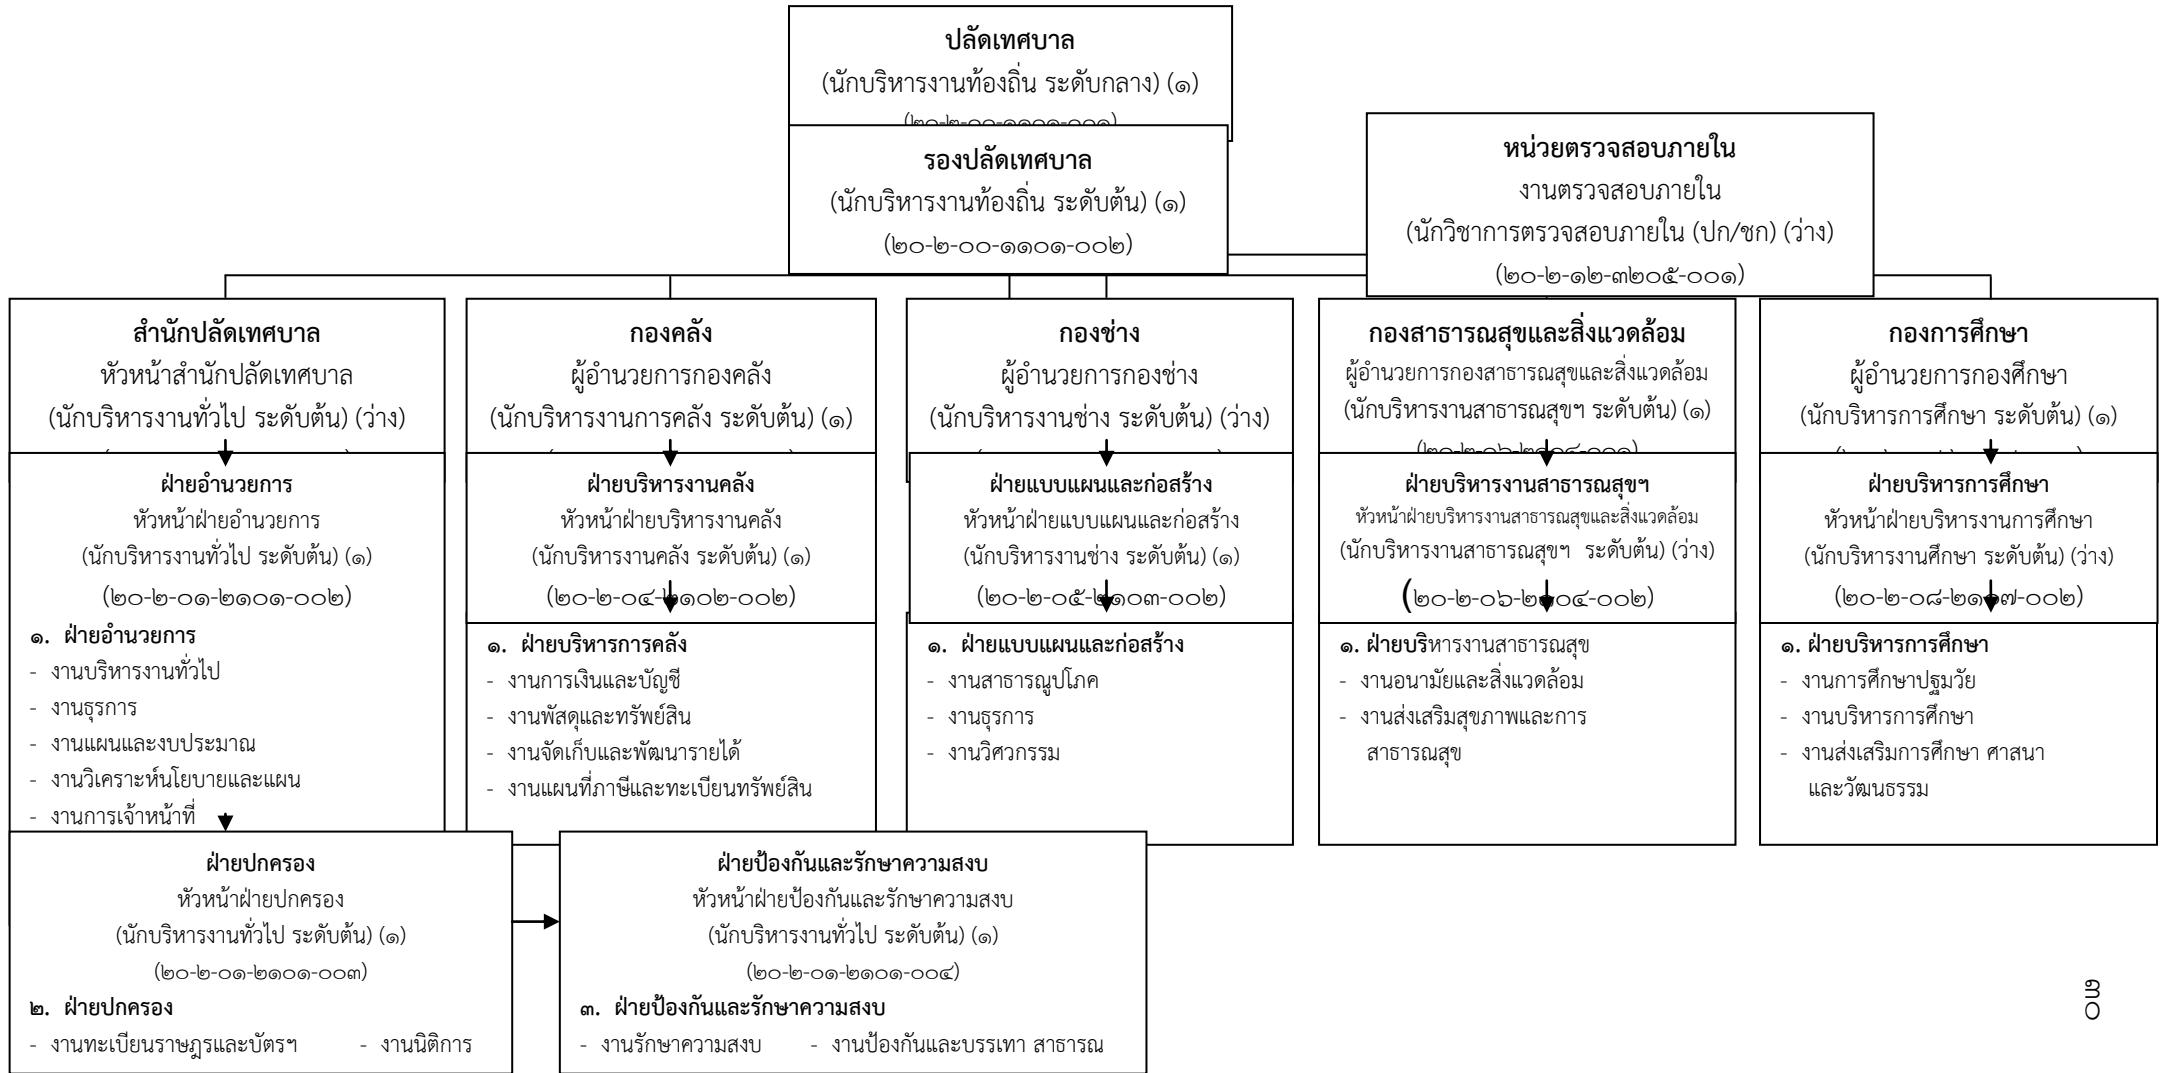 ปลัดเทศบาล
(นักบริหารงานท้องถิ่น ระดับกลาง) (๑)
(๒๐-๒-๐๐-๑๑๐๑-๐๐๑)
รองปลัดเทศบาล
(นักบริหารงานท้องถิ่น ระดับต้น) (๑)
(๒๐-๒-๐๐-๑๑๐๑-๐๐๒)
หน่วยตรวจสอบภายใน
งานตรวจสอบภายใน
(นักวิชาการตรวจสอบภายใน (ปก/ชก) (ว่าง)
(๒๐-๒-๑๒-๓๒๐๕-๐๐๑)
สำนักปลัดเทศบาล
หัวหน้าสำนักปลัดเทศบาล
(นักบริหารงานทั่วไป ระดับต้น) (ว่าง)
ฝ่ายอำนวยการ
หัวหน้าฝ่ายอำนวยการ
(นักบริหารงานทั่วไป ระดับต้น) (๑)
(๒๐-๒-๐๑-๒๑๐๑-๐๐๒)
๑. ฝ่ายอำนวยการ
- งานบริหารงานทั่วไป
- งานธุรการ
- งานแผนและงบประมาณ
- งานวิเคราะห์นโยบายและแผน
- งานการเจ้าหน้าที่
กองคลัง
ผู้อำนวยการกองคลัง
(นักบริหารงานการคลัง ระดับต้น) (๑)
ฝ่ายบริหารงานคลัง
หัวหน้าฝ่ายบริหารงานคลัง
(นักบริหารงานคลัง ระดับต้น) (๑)
(๒๐-๒-๐๔-๒๑๐๒-๐๐๒)
๑. ฝ่ายบริหารการคลัง
- งานการเงินและบัญชี
- งานพัสดุและทรัพย์สิน
- งานจัดเก็บและพัฒนารายได้
- งานแผนที่ภาษีและทะเบียนทรัพย์สิน
กองช่าง
ผู้อำนวยการกองช่าง
(นักบริหารงานช่าง ระดับต้น) (ว่าง)
ฝ่ายแบบแผนและก่อสร้าง
หัวหน้าฝ่ายแบบแผนและก่อสร้าง
(นักบริหารงานช่าง ระดับต้น) (๑)
(๒๐-๒-๐๕-๒๑๐๓-๐๐๒)
๑. ฝ่ายแบบแผนและก่อสร้าง
- งานสาธารณูปโภค
- งานธุรการ
- งานวิศวกรรม
กองสาธารณสุขและสิ่งแวดล้อม
ผู้อำนวยการกองสาธารณสุขและสิ่งแวดล้อม
(นักบริหารงานสาธารณสุขฯ ระดับต้น) (๑)
(๒๐-๒-๐๖-๒๑๐๔-๐๐๑)
ฝ่ายบริหารงานสาธารณสุขฯ
หัวหน้าฝ่ายบริหารงานสาธารณสุขและสิ่งแวดล้อม
(นักบริหารงานสาธารณสุขฯ ระดับต้น) (ว่าง)
(๒๐-๒-๐๖-๒๑๐๔-๐๐๒)
๑. ฝ่ายบริหารงานสาธารณสุข
- งานอนามัยและสิ่งแวดล้อม
- งานส่งเสริมสุขภาพและการ
สาธารณสุข
กองการศึกษา
ผู้อำนวยการกองศึกษา
(นักบริหารการศึกษา ระดับต้น) (๑)
ฝ่ายบริหารการศึกษา
หัวหน้าฝ่ายบริหารงานการศึกษา
(นักบริหารงานศึกษา ระดับต้น) (ว่าง)
(๒๐-๒-๐๘-๒๑๐๗-๐๐๒)
๑. ฝ่ายบริหารการศึกษา
- งานการศึกษาปฐมวัย
- งานบริหารการศึกษา
- งานส่งเสริมการศึกษา ศาสนา
และวัฒนธรรม
ฝ่ายปกครอง
หัวหน้าฝ่ายปกครอง
(นักบริหารงานทั่วไป ระดับต้น) (๑)
(๒๐-๒-๐๑-๒๑๐๑-๐๐๓)
๒. ฝ่ายปกครอง
- งานทะเบียนราษฎรและบัตรฯ - งานนิติการ
ฝ่ายป้องกันและรักษาความสงบ
หัวหน้าฝ่ายป้องกันและรักษาความสงบ
(นักบริหารงานทั่วไป ระดับต้น) (๑)
(๒๐-๒-๐๑-๒๑๐๑-๐๐๔)
๓. ฝ่ายป้องกันและรักษาความสงบ
- งานรักษาความสงบ - งานป้องกันและบรรเทา สาธารณ
๓๐